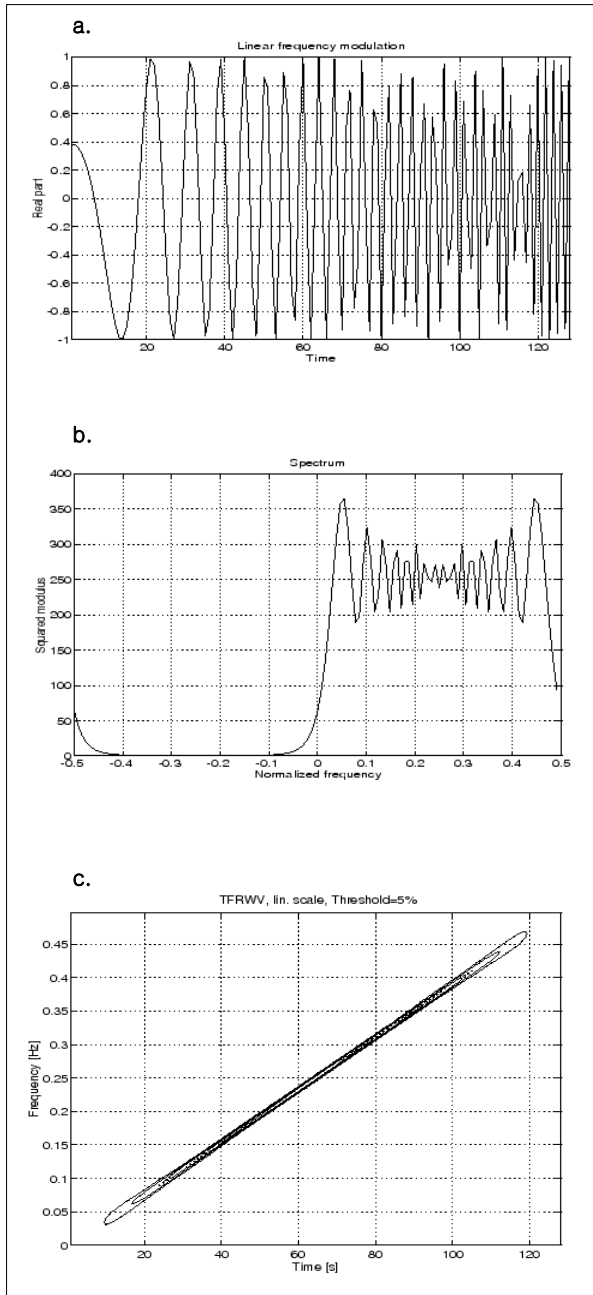 a.
Linear frequency modulation
Real part
1
0.8
0.6
0.4
0.2
0
-0.2
-0.4
-0.6
-0.8
-1
20 40 60 80 100 120
Time
b.
Spectrum
Squared modulus
400
350
300
250
200
150
100
50
0
-0.5 -0.4 -0.3 -0.2 -0.1 0 0.1 0.2 0.3 0.4 0.5
Normalized frequency
c.
TFRWV, lin. scale, Threshold=5%
Frequency [Hz]
0.45
0.4
0.35
0.3
0.25
0.2
0.15
0.1
0.05
0
20 40 60 80 100 120
Time [s]